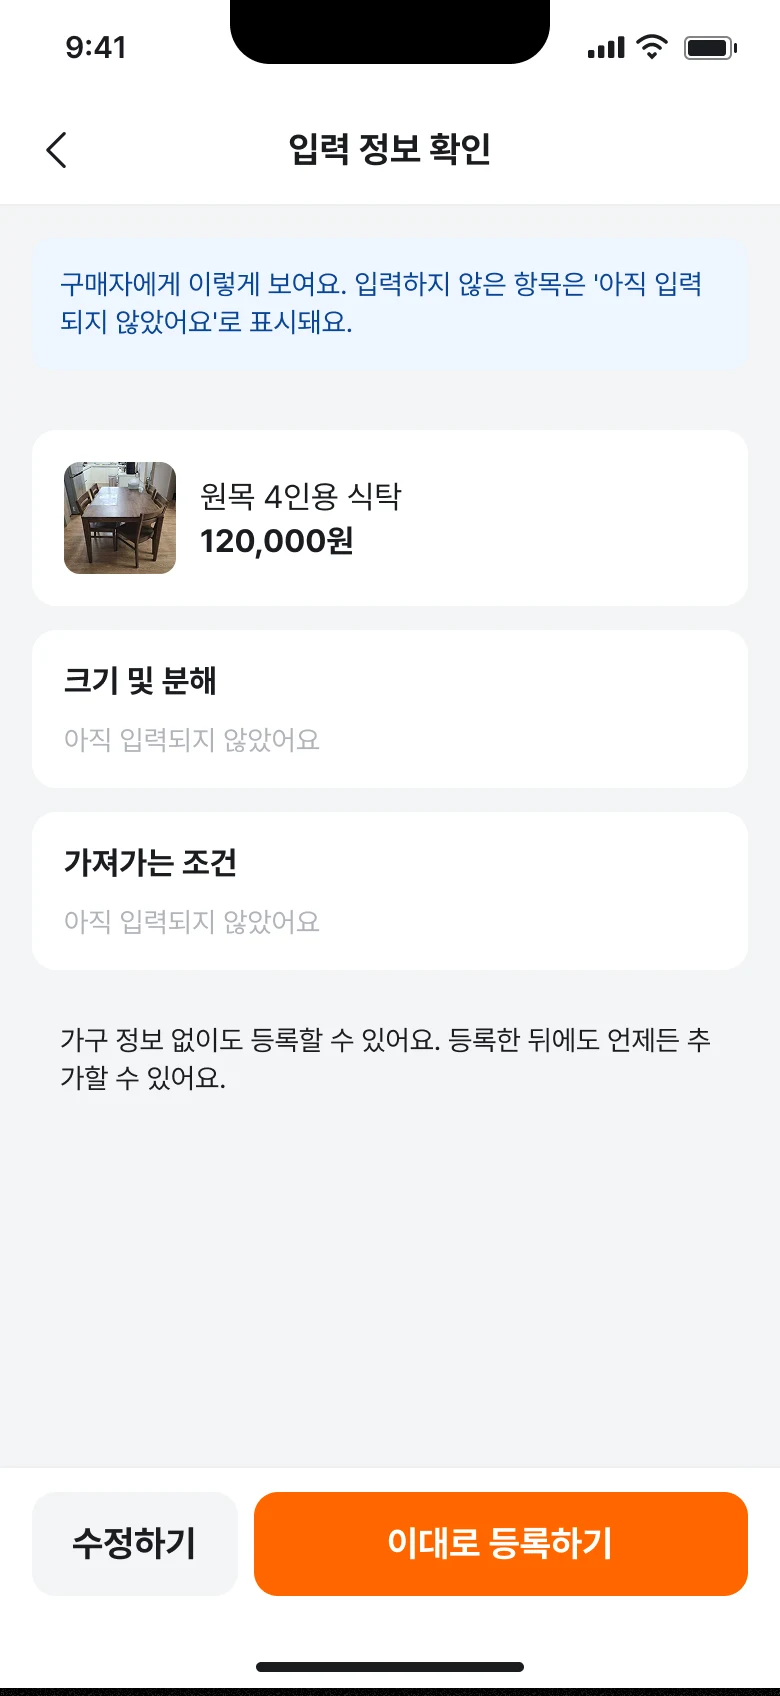 9:41
입력 정보 확인
구매자에게 이렇게 보여요. 입력하지 않은 항목은 '아직 입력
되지 않았어요'로 표시돼요.
원목 4인용 식탁
120,000원
크기 및 분해
아직 입력되지 않았어요
가져가는 조건
아직 입력되지 않았어요
가구 정보 없이도 등록할 수 있어요. 등록한 뒤에도 언제든 추
가할 수 있어요.
수정하기
이대로 등록하기